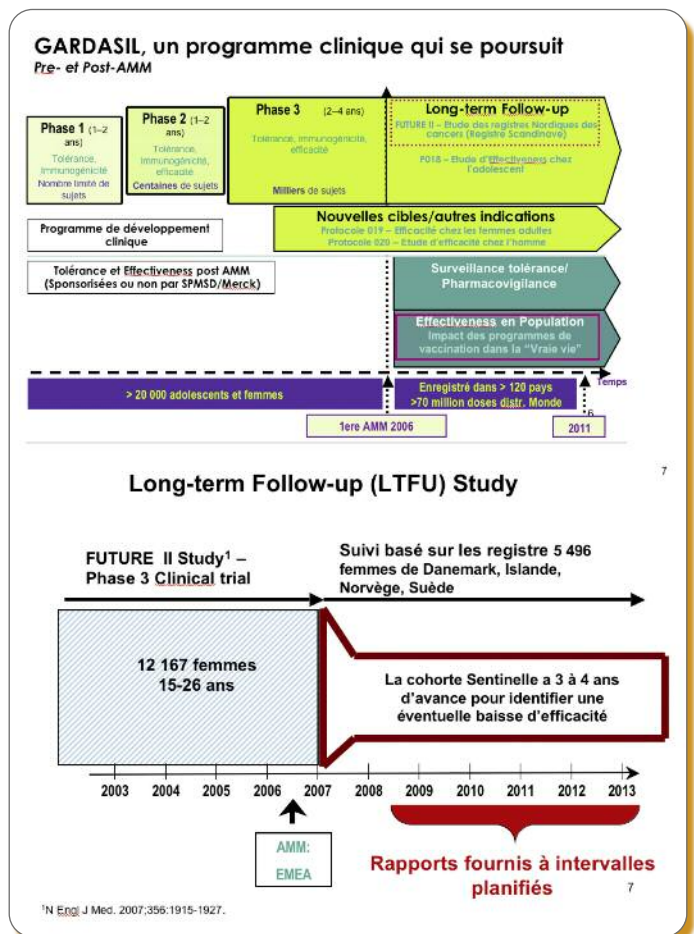 GARDASIL, un programme clinique qui se poursuit
Pre- et Post-AMM
Phase 1 (1–2
ans)
Tolérance,
Immunogénicité
Nombre limité de
sujets
Phase 2 (1–2
ans)
Tolérance,
immunogénicité,
efficacité
Centaines de sujets
Phase 3 (2–4 ans)
Tolérance, immunogénicité,
efficacité
Milliers de sujets
Long-term Follow-up
FUTURE II – Etude des registres Nordiques des
cancers (Registre Scandinave)
P018 – Etude d'Effectiveness chez
l'adolescent
Programme de développement
clinique
Nouvelles cibles/autres indications
Protocole 019 – Efficacité chez les femmes adultes
Protocole 020 – Etude d'efficacité chez l'homme
Tolérance et Effectiveness post AMM
(Sponsorisées ou non par SPMSD/Merck)
Surveillance tolérance/
Pharmacovigilance
Effectiveness en Population
Impact des programmes de
vaccination dans la "Vraie vie"
Temps
> 20 000 adolescents et femmes
Enregistré dans > 120 pays
>70 million doses distr. Monde
6
1ere AMM 2006
2011
7
Long-term Follow-up (LTFU) Study
FUTURE II Study¹ –
Phase 3 Clinical trial
Suivi basé sur les registre 5 496
femmes de Danemark, Islande,
Norvège, Suède
12 167 femmes
15-26 ans
La cohorte Sentinelle a 3 à 4 ans
d'avance pour identifier une
éventuelle baisse d'efficacité
2003 2004 2005 2006 2007 2008 2009 2010 2011 2012 2013
AMM:
EMEA
Rapports fournis à intervalles
planifiés
7
¹N Engl J Med. 2007;356:1915-1927.